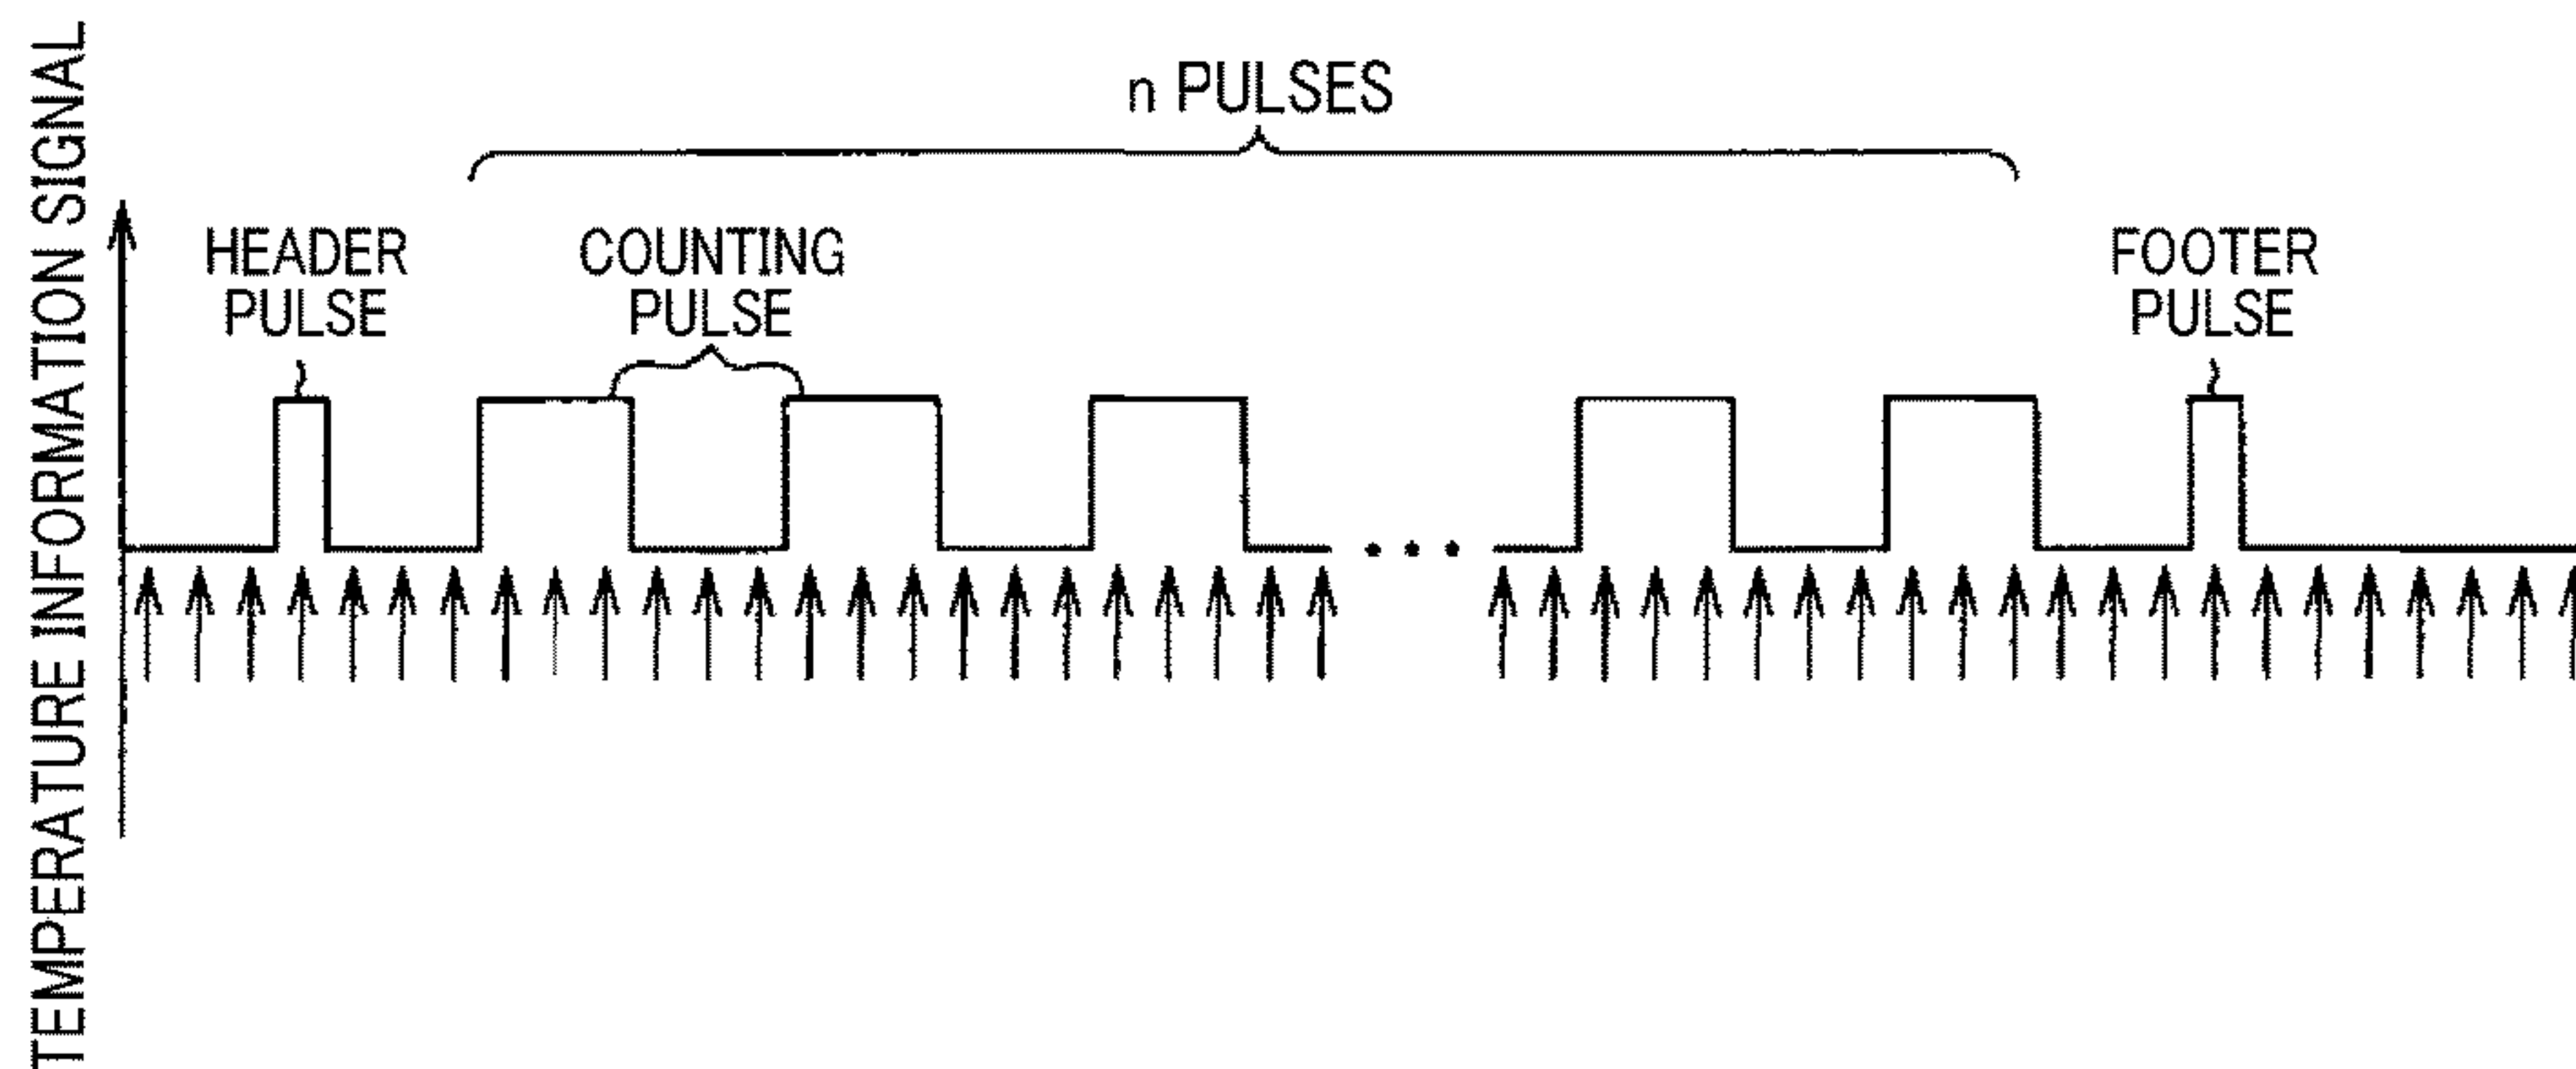 TEMPERATURE INFORMATION SIGNAL
n PULSES
HEADER
PULSE
COUNTING
PULSE
FOOTER
PULSE